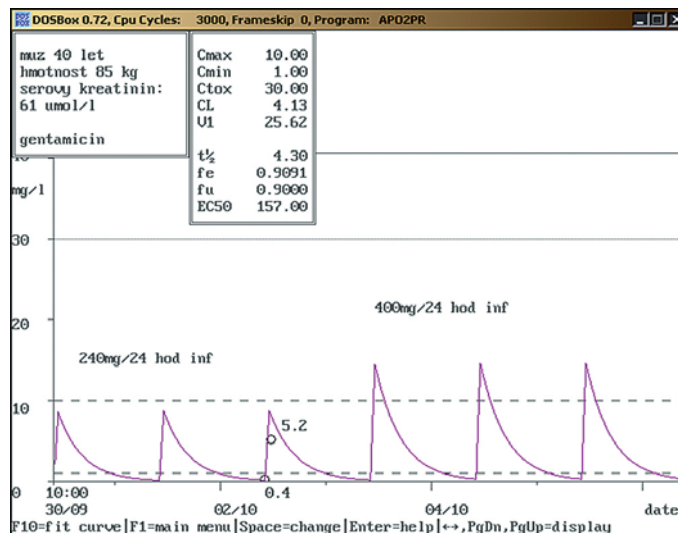 DOSBox 0.72, Cpu Cycles: 3000, Frameskip 0, Program: APO2PR
muz 40 let
hmotnost 85 kg
serovy kreatinin:
61 umol/l
gentamicin
Cmax 10.00
Cmin 1.00
Ctox 30.00
CL 4.13
V1 25.62
t½ 4.30
fe 0.9091
fu 0.9000
EC50 157.00
mg/l
30
400mg/24 hod inf
20
240mg/24 hod inf
10
5.2
0 10:00 0.4
30/09 02/10 04/10 date
F10=fit curve|F1=main menu|Space=change|Enter=help|↔,PgDn,PgUp=display